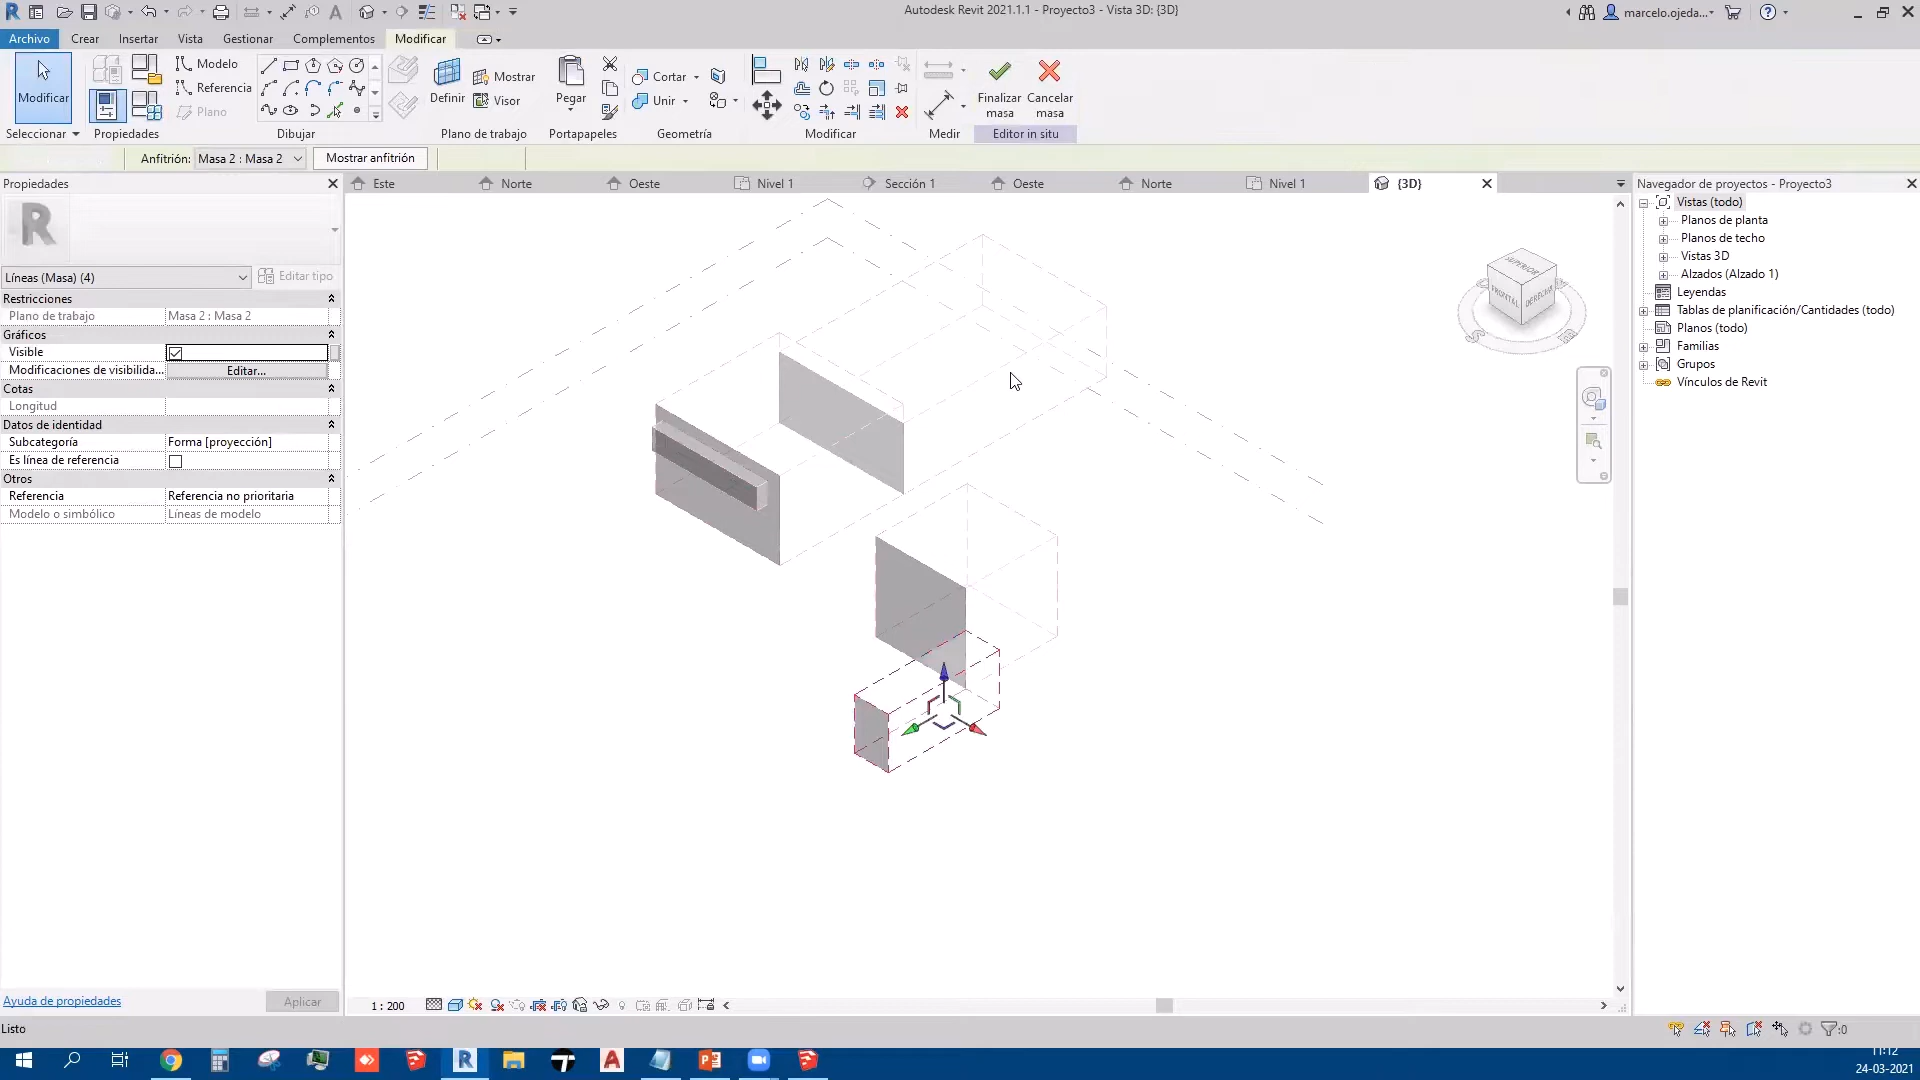 Autodesk Revit 2021.1.1 - Proyecto3 - Vista 3D: {3D}
marcelo.ojeda...
Archivo Crear Insertar Vista Gestionar Complementos Modificar
Modificar
Modelo
Referencia
Plano
Definir
Mostrar
Visor
Pegar
Cortar
Unir
Finalizar masa
Cancelar masa
Seleccionar Propiedades Dibujar Plano de trabajo Portapapeles Geometría Modificar Medir Editor in situ
Anfitrión: Masa 2 : Masa 2 Mostrar anfitrión
Propiedades
Este Norte Oeste Nivel 1 Sección 1 Oeste Norte Nivel 1 {3D}
Líneas (Masa) (4) Editar tipo
Restricciones
Plano de trabajo Masa 2 : Masa 2
Gráficos
Visible
Modificaciones de visibilida... Editar...
Cotas
Longitud
Datos de identidad
Subcategoría Forma [proyección]
Es línea de referencia
Otros
Referencia Referencia no prioritaria
Modelo o simbólico Líneas de modelo
SUPERIOR
FRONTAL
DERECHA
Navegador de proyectos - Proyecto3
Vistas (todo)
Planos de planta
Planos de techo
Vistas 3D
Alzados (Alzado 1)
Leyendas
Tablas de planificación/Cantidades (todo)
Planos (todo)
Familias
Grupos
Vínculos de Revit
Ayuda de propiedades Aplicar
1 : 200
Listo
:0
11:12
24-03-2021